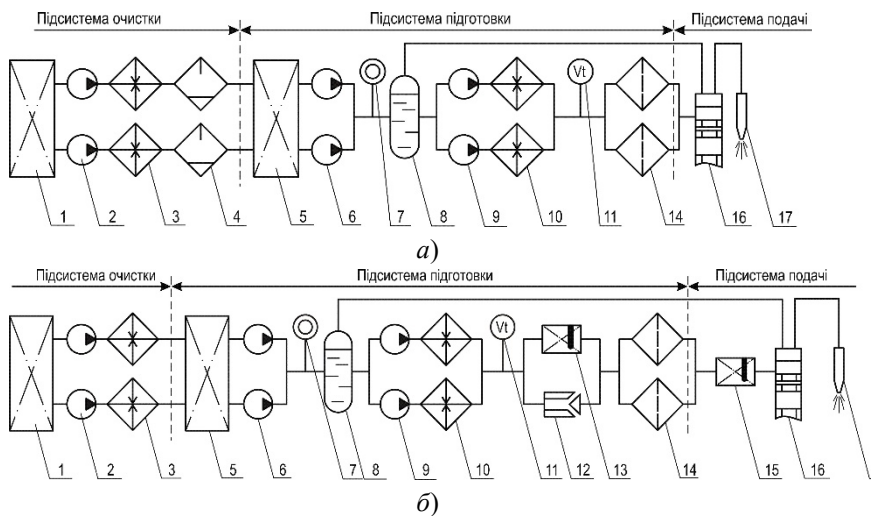 Підсистема очистки Підсистема підготовки Підсистема подачі
Vt
1 2 3 4 5 6 7 8 9 10 11 14 16 17
а)
Підсистема очистки Підсистема підготовки Підсистема подачі
Vt
1 2 3 5 6 7 8 9 10 11 12 13 14 15 16
б)